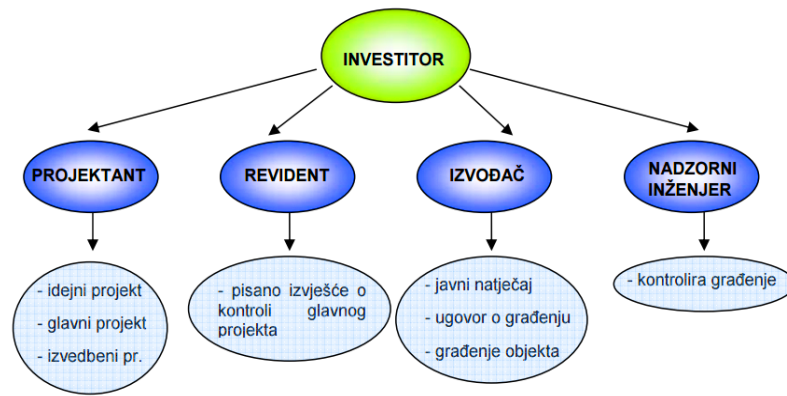 INVESTITOR
PROJEKTANT
REVIDENT
IZVOĐAČ
NADZORNI
INŽENJER
- idejni projekt
- glavni projekt
- izvedbeni pr.
- pisano izvješće o
kontroli glavnog
projekta
- javni natječaj
- ugovor o građenju
- građenje objekta
- kontrolira građenje